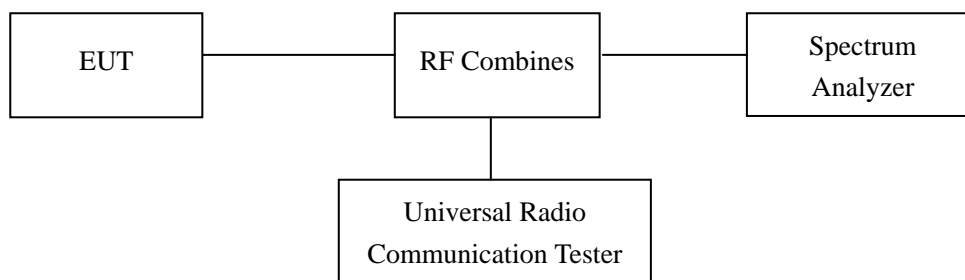 EUT
RF Combines
Spectrum
Analyzer
Universal Radio
Communication Tester